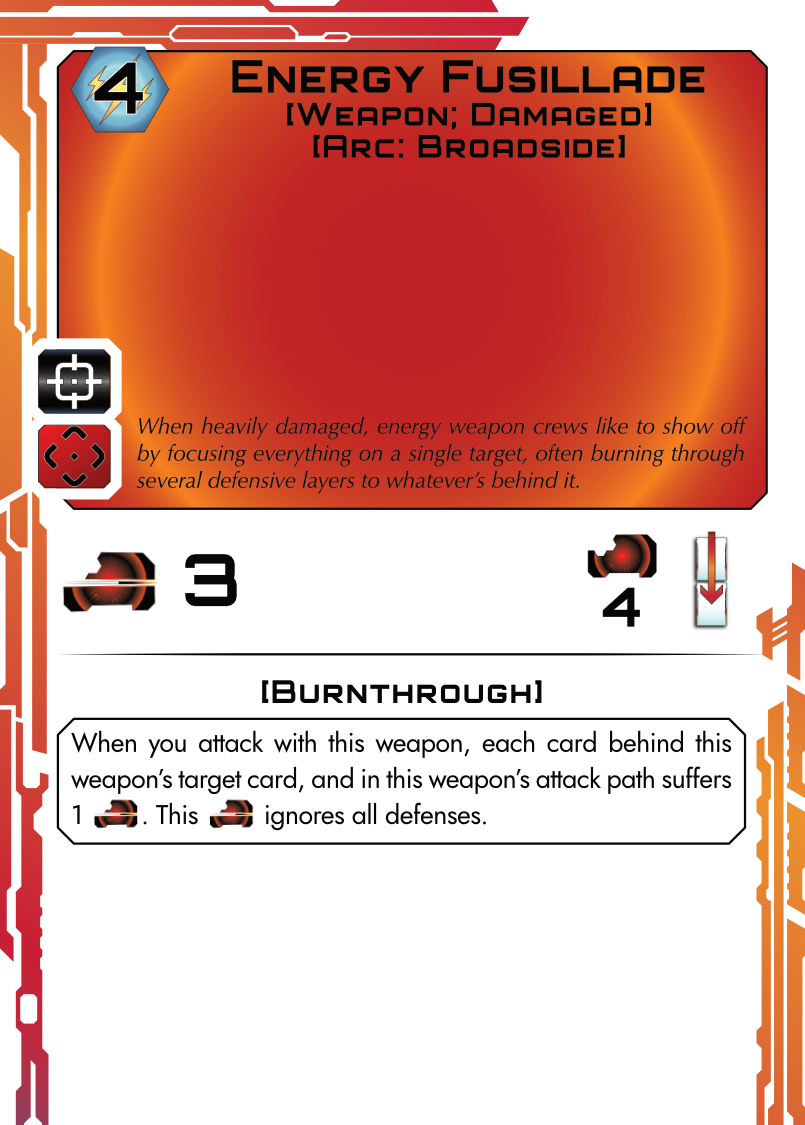 4
Energy Fusillade
[Weapon; Damaged]
[Arc: Broadside]
When heavily damaged, energy weapon crews like to show off
by focusing everything on a single target, often burning through
several defensive layers to whatever's behind it.
3
4
[Burnthrough]
When you attack with this weapon, each card behind this
weapon's target card, and in this weapon's attack path suffers
1 . This ignores all defenses.